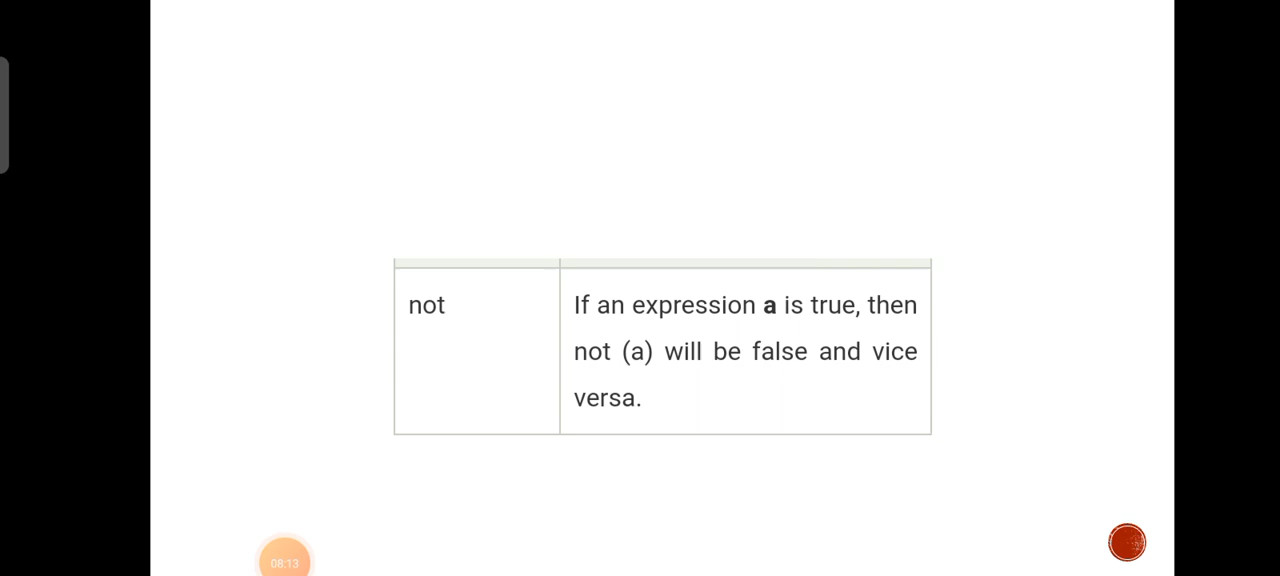 not
If an expression a is true, then
not (a) will be false and vice
versa.
08:13